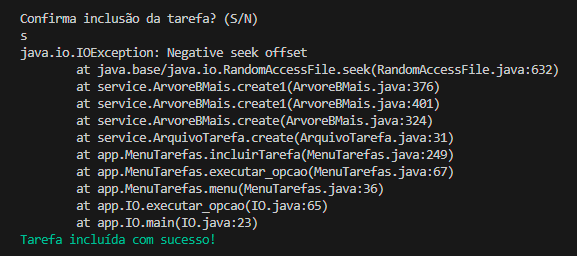 Confirma inclusão da tarefa? (S/N)
s
java.io.IOException: Negative seek offset
        at java.base/java.io.RandomAccessFile.seek(RandomAccessFile.java:632)
        at service.ArvoreBMais.create1(ArvoreBMais.java:376)
        at service.ArvoreBMais.create1(ArvoreBMais.java:401)
        at service.ArvoreBMais.create(ArvoreBMais.java:324)
        at service.ArquivoTarefa.create(ArquivoTarefa.java:31)
        at app.MenuTarefas.incluirTarefa(MenuTarefas.java:249)
        at app.MenuTarefas.executar_opcao(MenuTarefas.java:67)
        at app.MenuTarefas.menu(MenuTarefas.java:36)
        at app.IO.executar_opcao(IO.java:65)
        at app.IO.main(IO.java:23)
Tarefa incluída com sucesso!